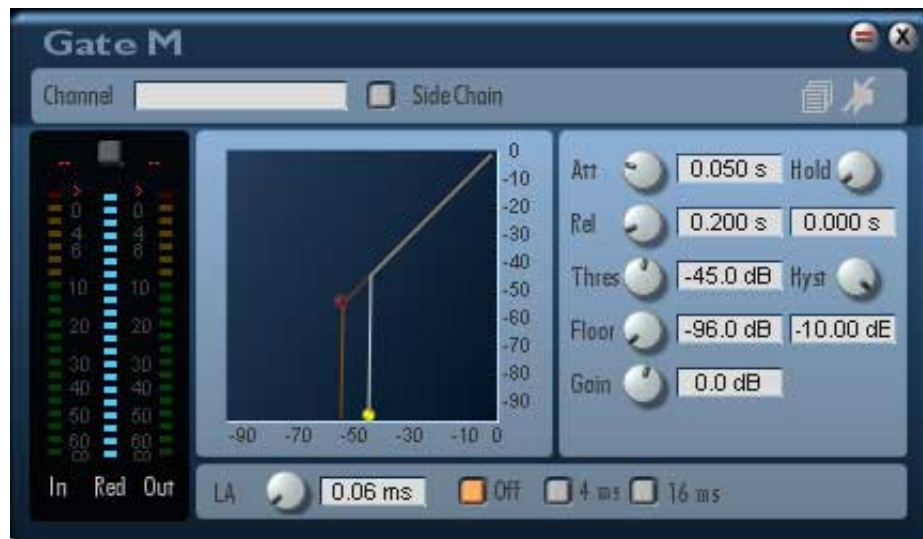 Gate M
x
Channel
Side Chain
-- --
> >
0 0
4 4
6 6
10 10
20 20
30 30
40 40
50 50
60 60
∞ ∞
In Red Out
0
-10
-20
-30
-40
-50
-60
-70
-80
-90
-90 -70 -50 -30 -10 0
Att 0.050 s Hold
Rel 0.200 s 0.000 s
Thres -45.0 dB Hyst
Floor -96.0 dB -10.00 dE
Gain 0.0 dB
LA 0.06 ms Off 4 ms 16 ms